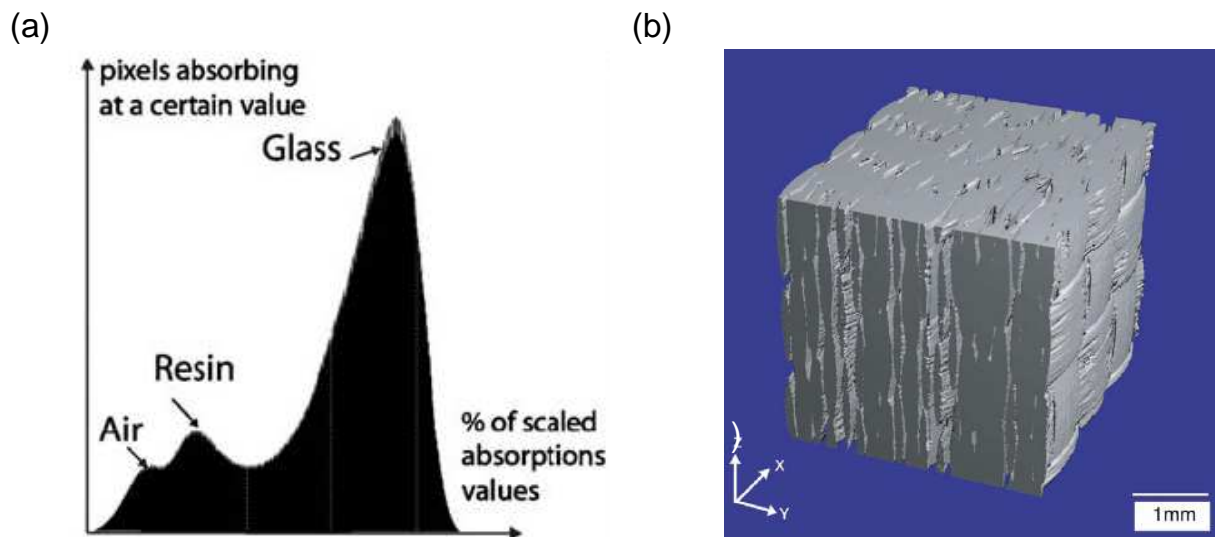 (a)
pixels absorbing
at a certain value
Glass
Resin
Air
% of scaled
absorptions
values
(b)
X
Y
1mm